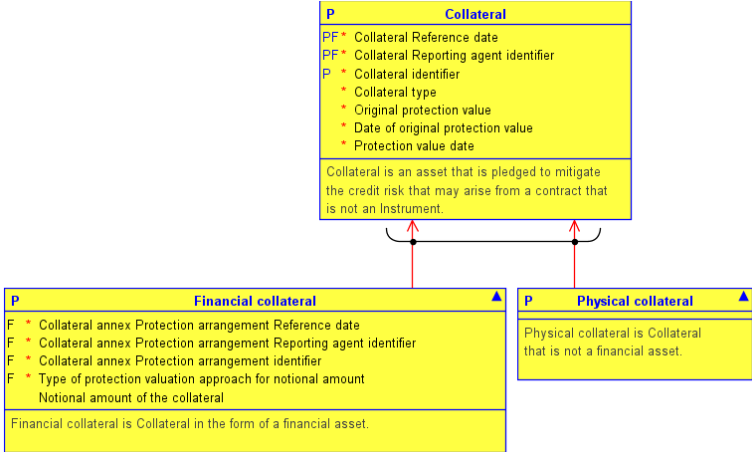 P Collateral
PF * Collateral Reference date
PF * Collateral Reporting agent identifier
P * Collateral identifier
* Collateral type
* Original protection value
* Date of original protection value
* Protection value date
Collateral is an asset that is pledged to mitigate
the credit risk that may arise from a contract that
is not an Instrument.
P Financial collateral
F * Collateral annex Protection arrangement Reference date
F * Collateral annex Protection arrangement Reporting agent identifier
F * Collateral annex Protection arrangement identifier
F * Type of protection valuation approach for notional amount
Notional amount of the collateral
Financial collateral is Collateral in the form of a financial asset.
P Physical collateral
Physical collateral is Collateral
that is not a financial asset.